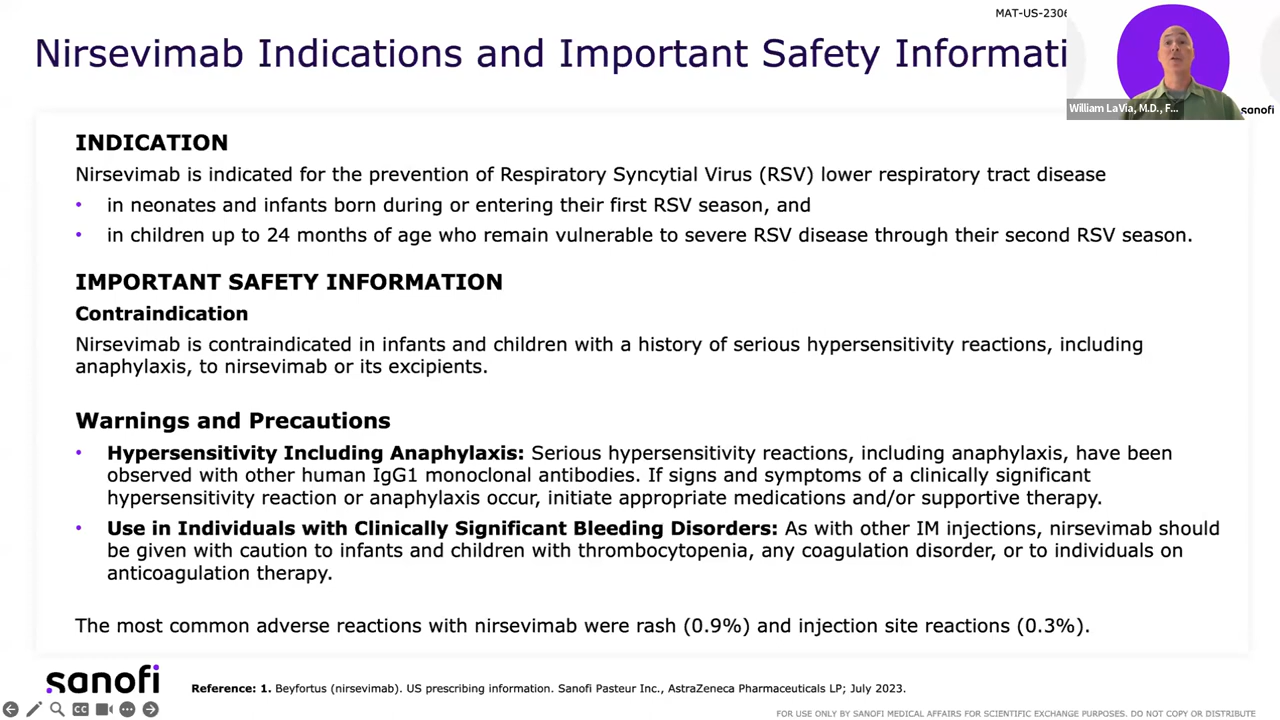 MAT-US-2306
Nirsevimab Indications and Important Safety Informati
William LaVia, M.D., F...
sanofi
INDICATION
Nirsevimab is indicated for the prevention of Respiratory Syncytial Virus (RSV) lower respiratory tract disease
• in neonates and infants born during or entering their first RSV season, and
• in children up to 24 months of age who remain vulnerable to severe RSV disease through their second RSV season.
IMPORTANT SAFETY INFORMATION
Contraindication
Nirsevimab is contraindicated in infants and children with a history of serious hypersensitivity reactions, including
anaphylaxis, to nirsevimab or its excipients.
Warnings and Precautions
• Hypersensitivity Including Anaphylaxis: Serious hypersensitivity reactions, including anaphylaxis, have been
observed with other human IgG1 monoclonal antibodies. If signs and symptoms of a clinically significant
hypersensitivity reaction or anaphylaxis occur, initiate appropriate medications and/or supportive therapy.
• Use in Individuals with Clinically Significant Bleeding Disorders: As with other IM injections, nirsevimab should
be given with caution to infants and children with thrombocytopenia, any coagulation disorder, or to individuals on
anticoagulation therapy.
The most common adverse reactions with nirsevimab were rash (0.9%) and injection site reactions (0.3%).
sanofi
Reference: 1. Beyfortus (nirsevimab). US prescribing information. Sanofi Pasteur Inc., AstraZeneca Pharmaceuticals LP; July 2023.
CC
FOR USE ONLY BY SANOFI MEDICAL AFFAIRS FOR SCIENTIFIC EXCHANGE PURPOSES. DO NOT COPY OR DISTRIBUTE